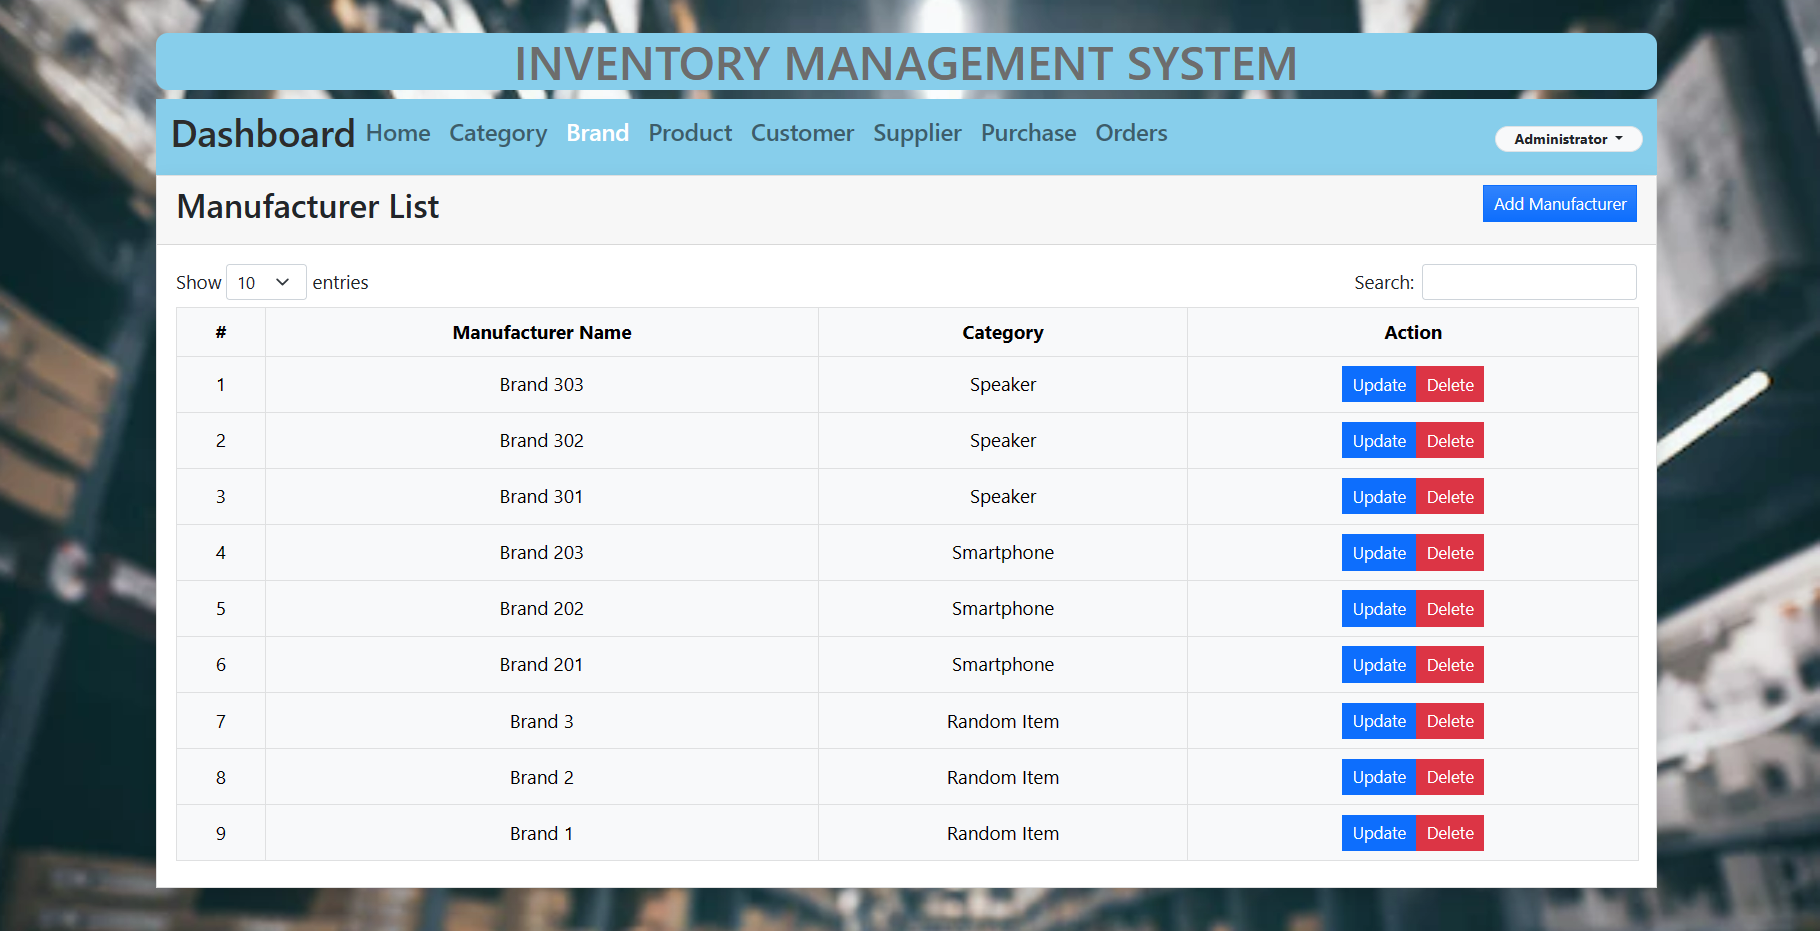 INVENTORY MANAGEMENT SYSTEM
Dashboard Home Category Brand Product Customer Supplier Purchase Orders Administrator
Manufacturer List Add Manufacturer
Show 10 entries Search:
# Manufacturer Name Category Action
1 Brand 303 Speaker Update Delete
2 Brand 302 Speaker Update Delete
3 Brand 301 Speaker Update Delete
4 Brand 203 Smartphone Update Delete
5 Brand 202 Smartphone Update Delete
6 Brand 201 Smartphone Update Delete
7 Brand 3 Random Item Update Delete
8 Brand 2 Random Item Update Delete
9 Brand 1 Random Item Update Delete